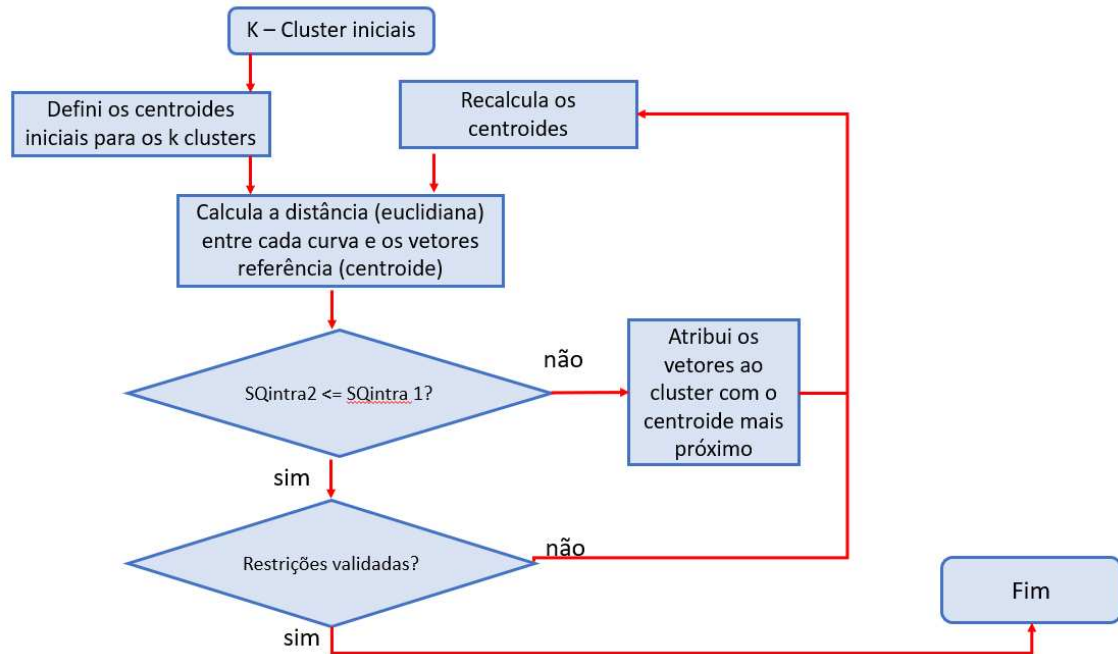 K – Cluster iniciais
Defini os centroides
iniciais para os k clusters
Recalcula os
centroides
Calcula a distância (euclidiana)
entre cada curva e os vetores
referência (centroide)
SQintra2 <= SQintra 1?
não
Atribui os
vetores ao
cluster com o
centroide mais
próximo
sim
Restrições validadas?
não
sim
Fim